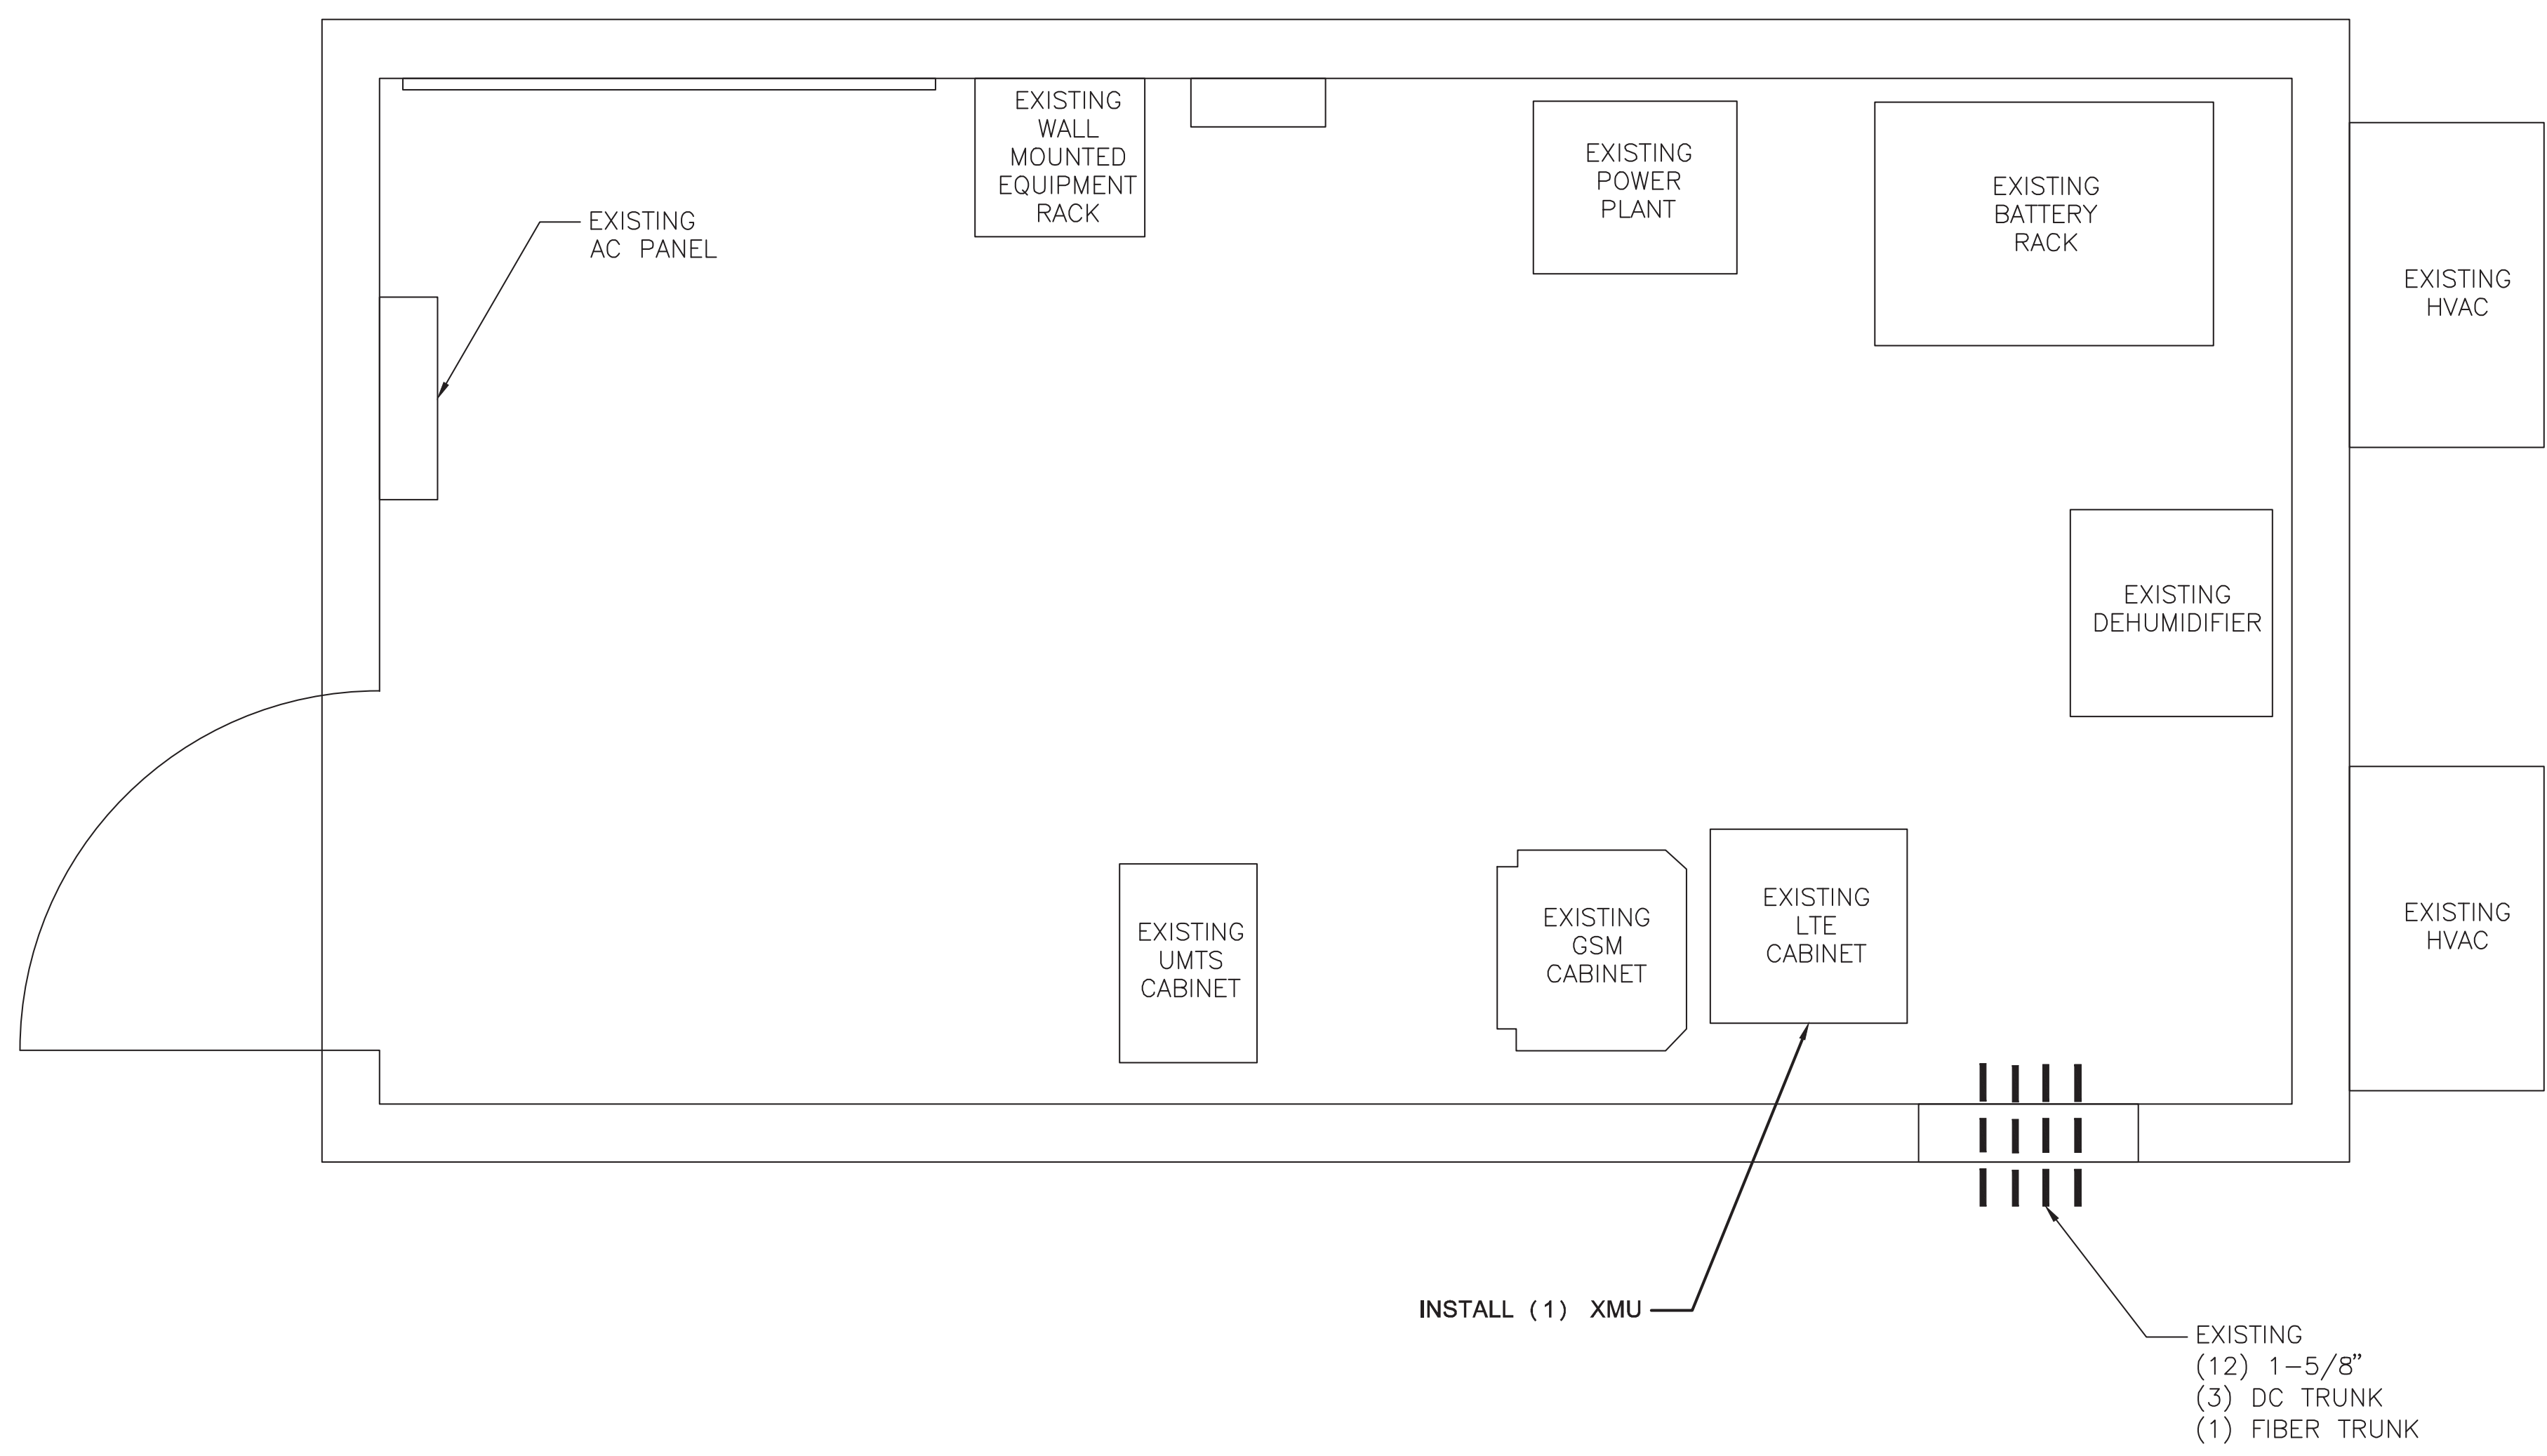 EXISTING
WALL
MOUNTED
EQUIPMENT
RACK
EXISTING
POWER
PLANT
EXISTING
BATTERY
RACK
EXISTING
AC PANEL
EXISTING
HVAC
EXISTING
DEHUMIDIFIER
EXISTING
UMTS
CABINET
EXISTING
GSM
CABINET
EXISTING
LTE
CABINET
EXISTING
HVAC
INSTALL (1) XMU
EXISTING
(12) 1-5/8"
(3) DC TRUNK
(1) FIBER TRUNK